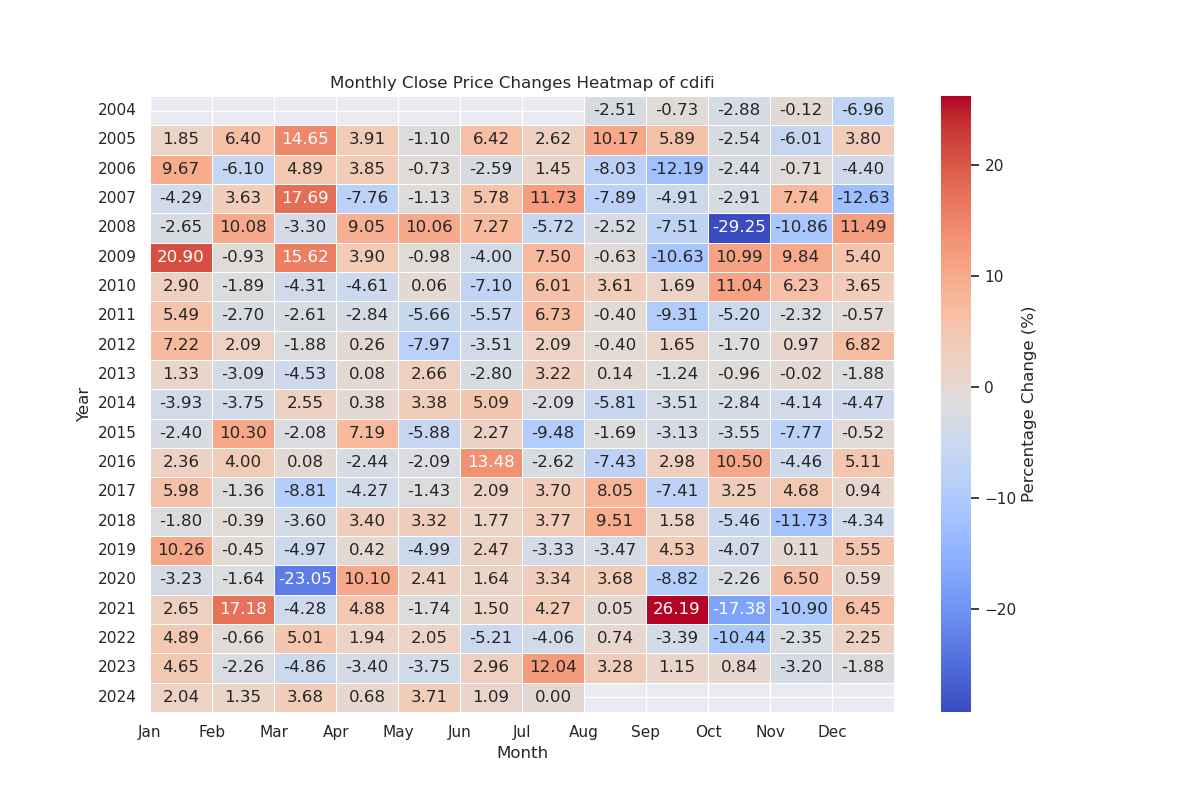 Monthly Close Price Changes Heatmap of cdifi
2004 -2.51 -0.73 -2.88 -0.12 -6.96
2005 1.85 6.40 14.65 3.91 -1.10 6.42 2.62 10.17 5.89 -2.54 -6.01 3.80
2006 9.67 -6.10 4.89 3.85 -0.73 -2.59 1.45 -8.03 -12.19 -2.44 -0.71 -4.40
2007 -4.29 3.63 17.69 -7.76 -1.13 5.78 11.73 -7.89 -4.91 -2.91 7.74 -12.63
2008 -2.65 10.08 -3.30 9.05 10.06 7.27 -5.72 -2.52 -7.51 -29.25 -10.86 11.49
2009 20.90 -0.93 15.62 3.90 -0.98 -4.00 7.50 -0.63 -10.63 10.99 9.84 5.40
2010 2.90 -1.89 -4.31 -4.61 0.06 -7.10 6.01 3.61 1.69 11.04 6.23 3.65
2011 5.49 -2.70 -2.61 -2.84 -5.66 -5.57 6.73 -0.40 -9.31 -5.20 -2.32 -0.57
2012 7.22 2.09 -1.88 0.26 -7.97 -3.51 2.09 -0.40 1.65 -1.70 0.97 6.82
2013 1.33 -3.09 -4.53 0.08 2.66 -2.80 3.22 0.14 -1.24 -0.96 -0.02 -1.88
2014 -3.93 -3.75 2.55 0.38 3.38 5.09 -2.09 -5.81 -3.51 -2.84 -4.14 -4.47
2015 -2.40 10.30 -2.08 7.19 -5.88 2.27 -9.48 -1.69 -3.13 -3.55 -7.77 -0.52
2016 2.36 4.00 0.08 -2.44 -2.09 13.48 -2.62 -7.43 2.98 10.50 -4.46 5.11
2017 5.98 -1.36 -8.81 -4.27 -1.43 2.09 3.70 8.05 -7.41 3.25 4.68 0.94
2018 -1.80 -0.39 -3.60 3.40 3.32 1.77 3.77 9.51 1.58 -5.46 -11.73 -4.34
2019 10.26 -0.45 -4.97 0.42 -4.99 2.47 -3.33 -3.47 4.53 -4.07 0.11 5.55
2020 -3.23 -1.64 -23.05 10.10 2.41 1.64 3.34 3.68 -8.82 -2.26 6.50 0.59
2021 2.65 17.18 -4.28 4.88 -1.74 1.50 4.27 0.05 26.19 -17.38 -10.90 6.45
2022 4.89 -0.66 5.01 1.94 2.05 -5.21 -4.06 0.74 -3.39 -10.44 -2.35 2.25
2023 4.65 -2.26 -4.86 -3.40 -3.75 2.96 12.04 3.28 1.15 0.84 -3.20 -1.88
2024 2.04 1.35 3.68 0.68 3.71 1.09 0.00
Jan Feb Mar Apr May Jun Jul Aug Sep Oct Nov Dec
Month
Year
20
10
0
−10
−20
Percentage Change (%)